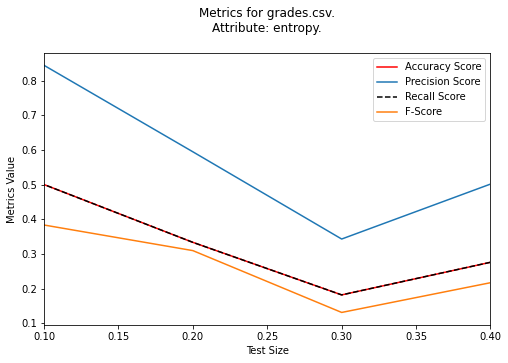 Metrics for grades.csv.
Attribute: entropy.
Accuracy Score
Precision Score
Recall Score
F-Score
Metrics Value
0.8
0.7
0.6
0.5
0.4
0.3
0.2
0.1
0.10 0.15 0.20 0.25 0.30 0.35 0.40
Test Size